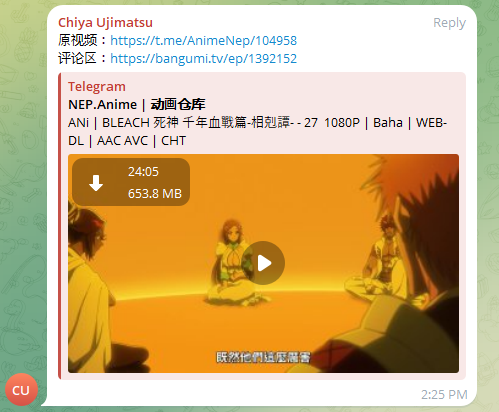 Chiya Ujimatsu
Reply
原视频：https://t.me/AnimeNep/104958
评论区：https://bangumi.tv/ep/1392152
Telegram
NEP.Anime | 动画仓库
ANi | BLEACH 死神 千年血戰篇-相剋譚- - 27 1080P | Baha | WEB-
DL | AAC AVC | CHT
24:05
653.8 MB
既然他們這麼厲害
CU
2:25 PM